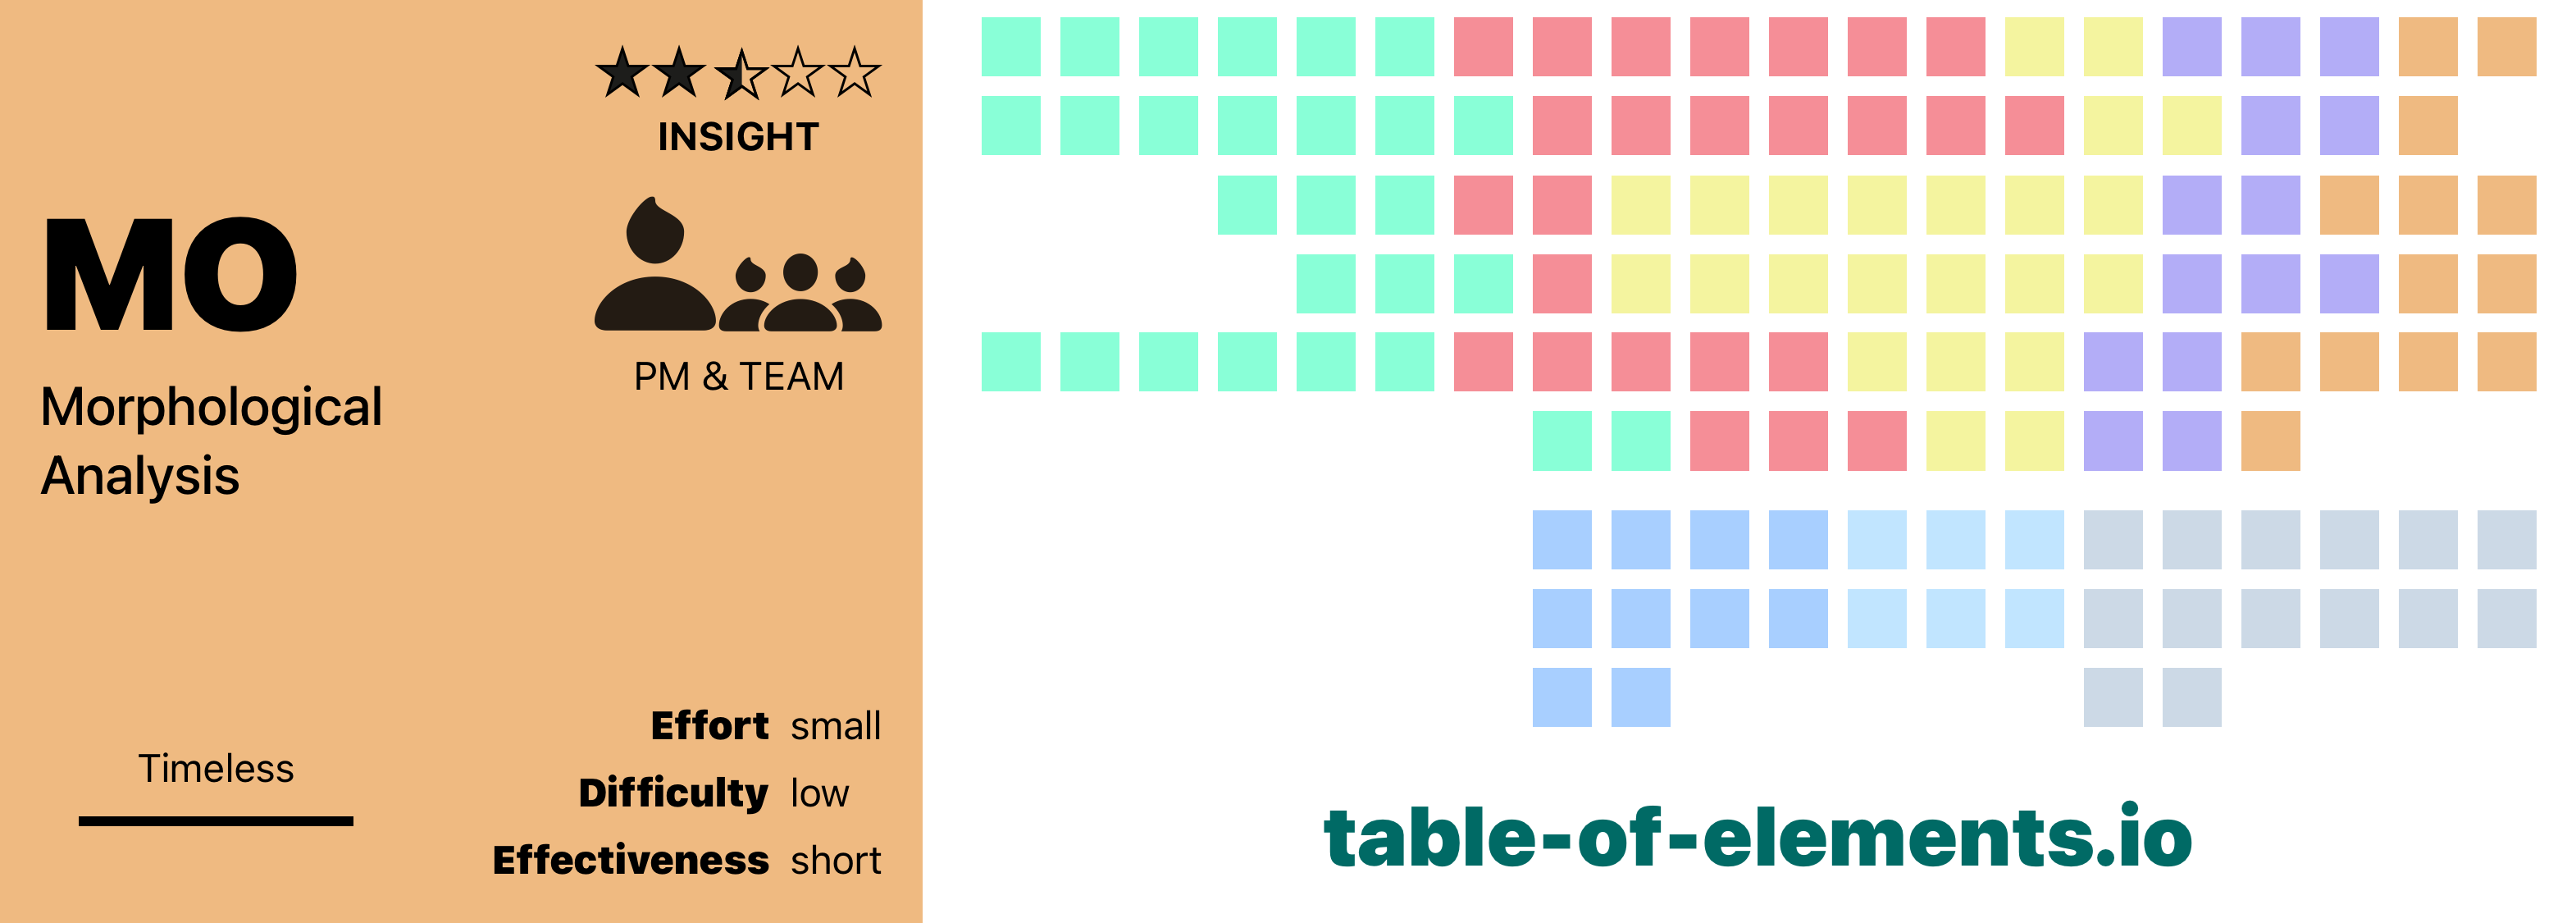 INSIGHT
MO
PM & TEAM
Morphological
Analysis
Timeless
Effort small
Difficulty low
Effectiveness short
table-of-elements.io